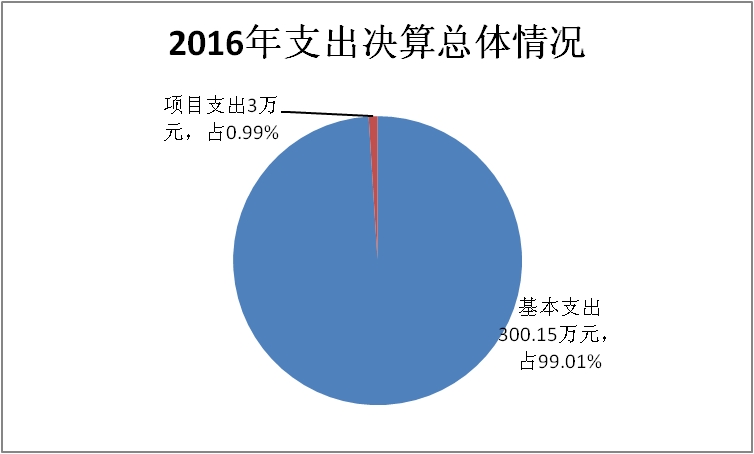 2016年支出决算总体情况
项目支出3万
元，占0.99%
基本支出
300.15万元，
占99.01%